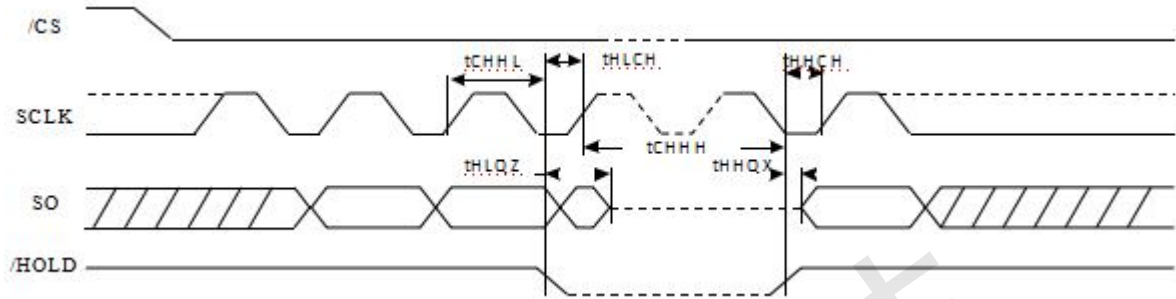 /CS
tCHHL
tHLCH
tHHCH
SCLK
tCHHH
tHLQZ
tHHQX
SO
/HOLD